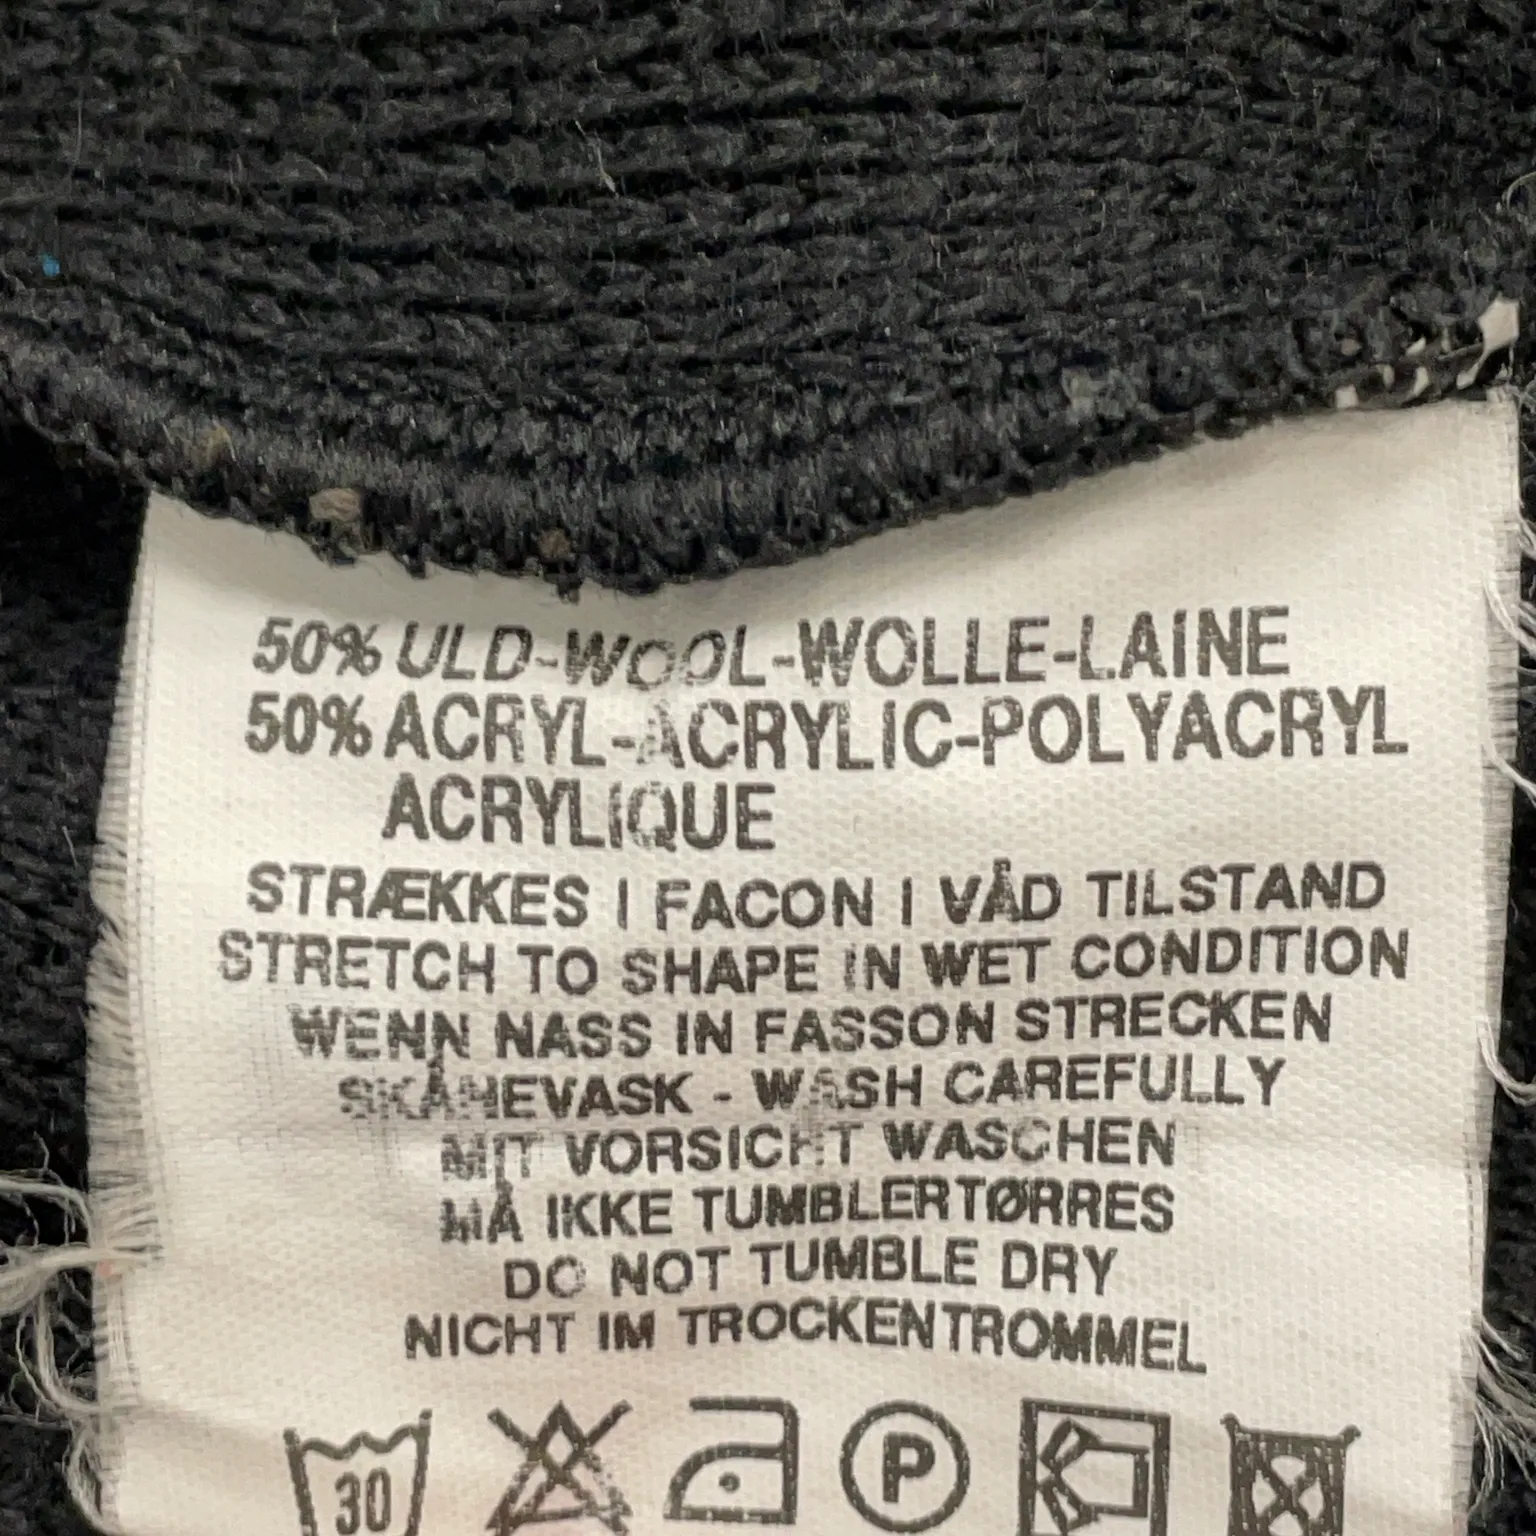 50% ULD-WOOL-WOLLE-LAINE
50% ACRYL-ACRYLIC-POLYACRYL
ACRYLIQUE
STRÆKKES I FACON I VÅD TILSTAND
STRETCH TO SHAPE IN WET CONDITION
WENN NASS IN FASSON STRECKEN
SKÅNEVASK - WASH CAREFULLY
MIT VORSICHT WASCHEN
MÅ IKKE TUMBLERTØRRES
DO NOT TUMBLE DRY
NICHT IM TROCKENTROMMEL
30 P